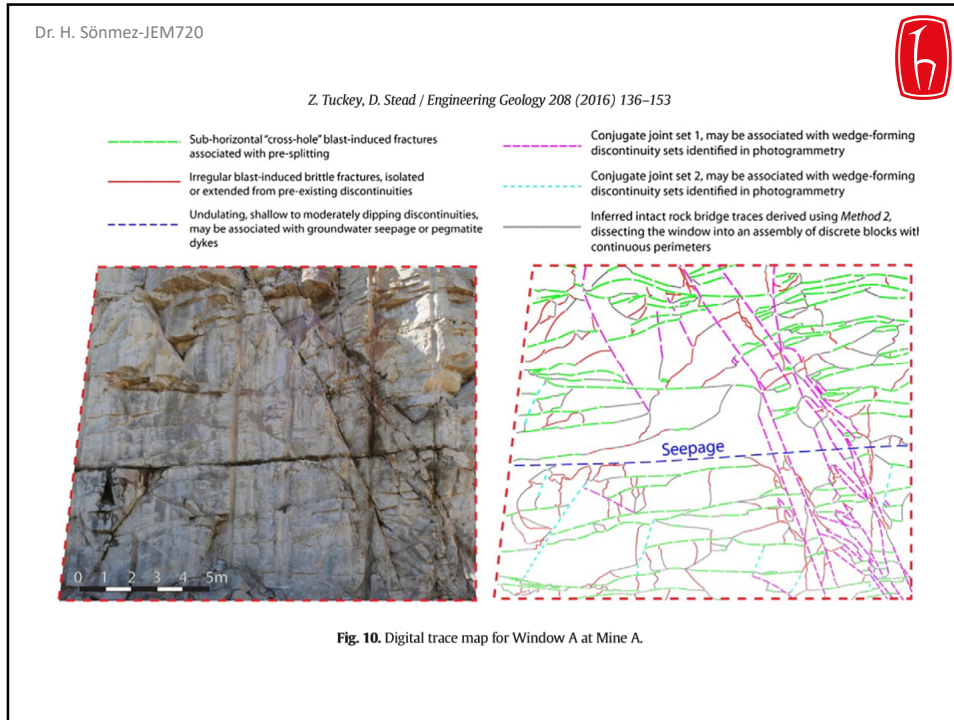 Dr. H. Sönmez-JEM720
Z. Tuckey, D. Stead / Engineering Geology 208 (2016) 136–153
Sub-horizontal "cross-hole" blast-induced fractures
associated with pre-splitting
Irregular blast-induced brittle fractures, isolated
or extended from pre-existing discontinuities
Undulating, shallow to moderately dipping discontinuities,
may be associated with groundwater seepage or pegmatite
dykes
Conjugate joint set 1, may be associated with wedge-forming
discontinuity sets identified in photogrammetry
Conjugate joint set 2, may be associated with wedge-forming
discontinuity sets identified in photogrammetry
Inferred intact rock bridge traces derived using Method 2,
dissecting the window into an assembly of discrete blocks with
continuous perimeters
0 1 2 3 4 5m
Seepage
Fig. 10. Digital trace map for Window A at Mine A.